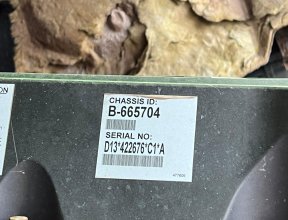 CHASSIS ID:
B-665704
SERIAL NO:
D13*422676*C1*A